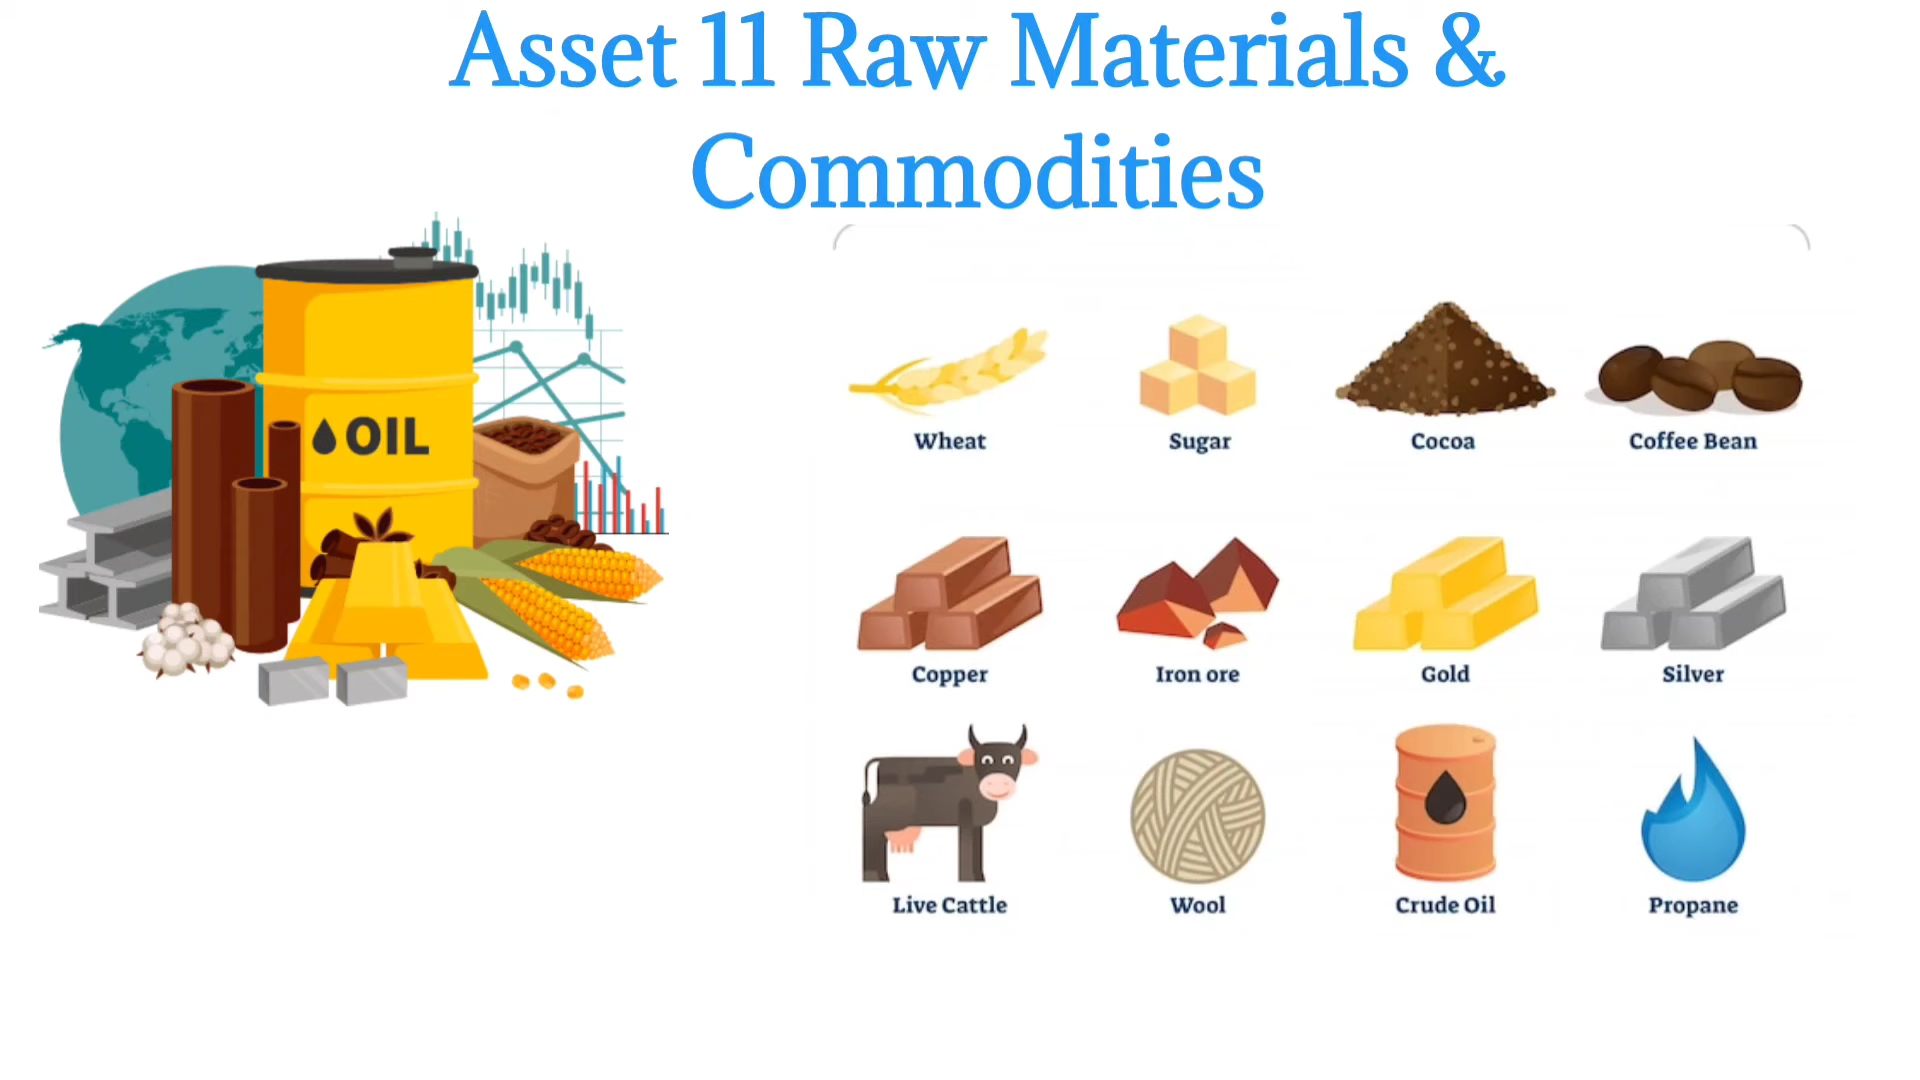 Asset 11 Raw Materials &
Commodities
OIL
Wheat
Sugar
Cocoa
Coffee Bean
Copper
Iron ore
Gold
Silver
Live Cattle
Wool
Crude Oil
Propane